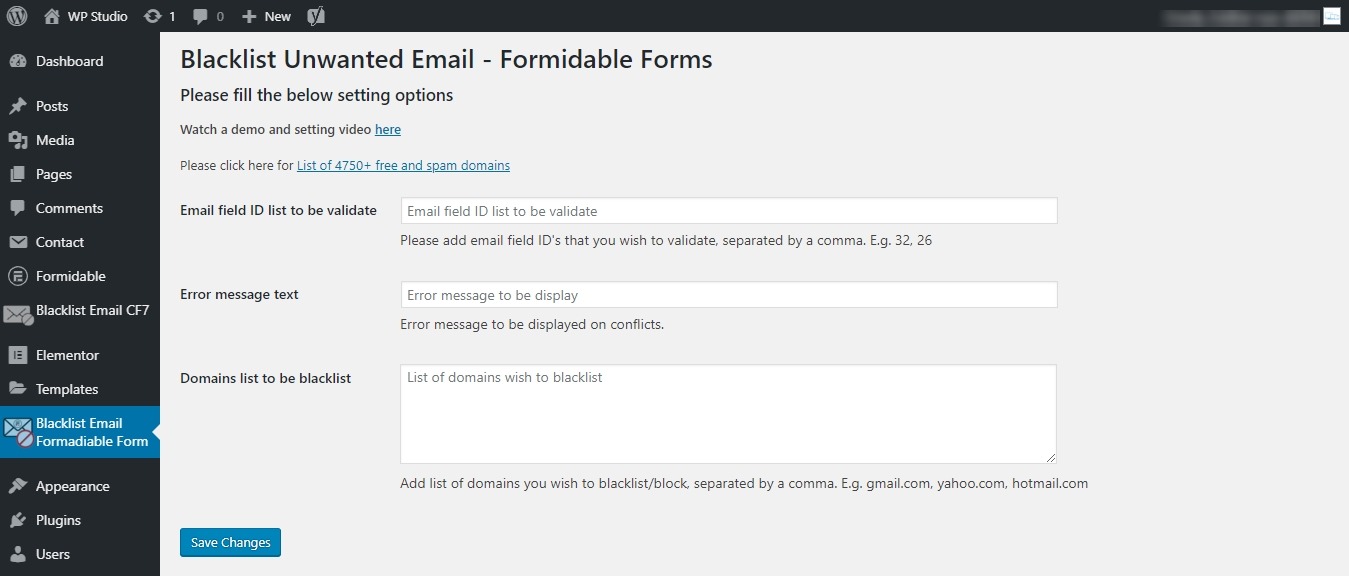 WP Studio 1 0 New
Dashboard
Posts
Media
Pages
Comments
Contact
Formidable
Blacklist Email CF7
Elementor
Templates
Blacklist Email
Formadiable Form
Appearance
Plugins
Users
Blacklist Unwanted Email - Formidable Forms
Please fill the below setting options
Watch a demo and setting video here
Please click here for List of 4750+ free and spam domains
Email field ID list to be validate
Email field ID list to be validate
Please add email field ID's that you wish to validate, separated by a comma. E.g. 32, 26
Error message text
Error message to be display
Error message to be displayed on conflicts.
Domains list to be blacklist
List of domains wish to blacklist
Add list of domains you wish to blacklist/block, separated by a comma. E.g. gmail.com, yahoo.com, hotmail.com
Save Changes